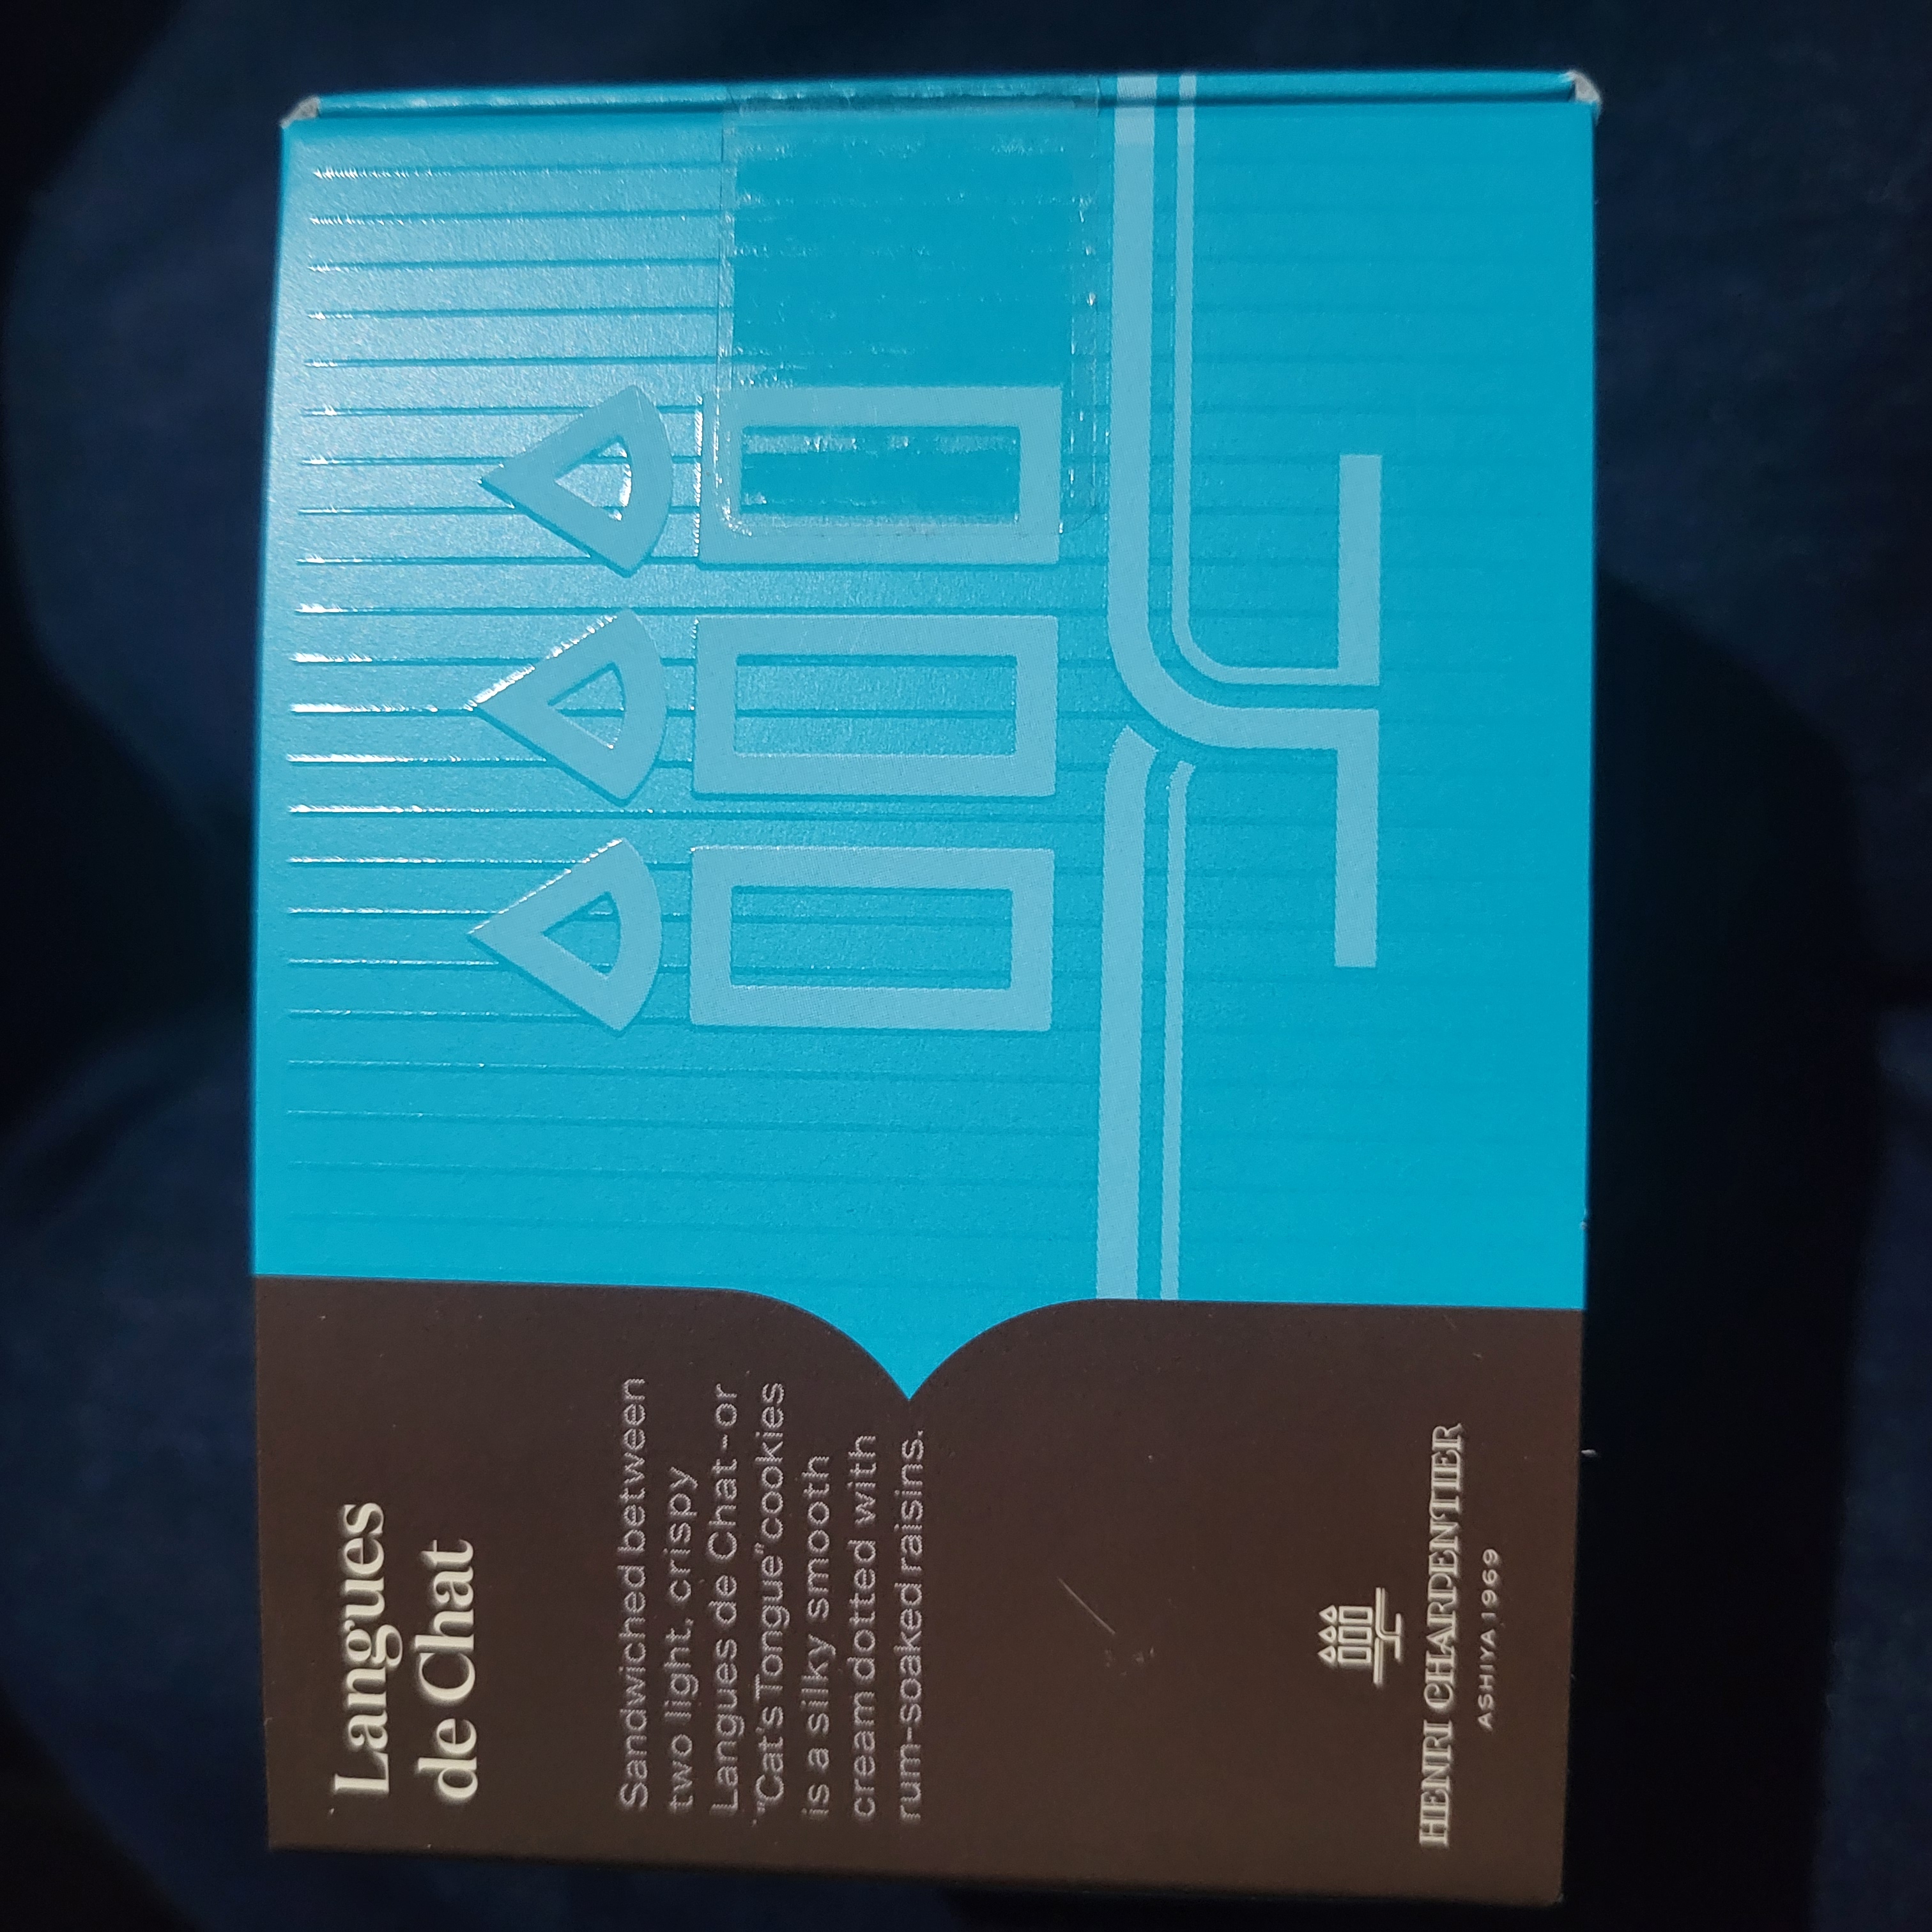 Langues
de Chat
Sandwiched between
two light, crispy
Langues de Chat-or
"Cat's Tongue" cookies
is a silky smooth
cream dotted with
rum-soaked raisins.
HENRI CHARPENTIER
ASHIYA 1969